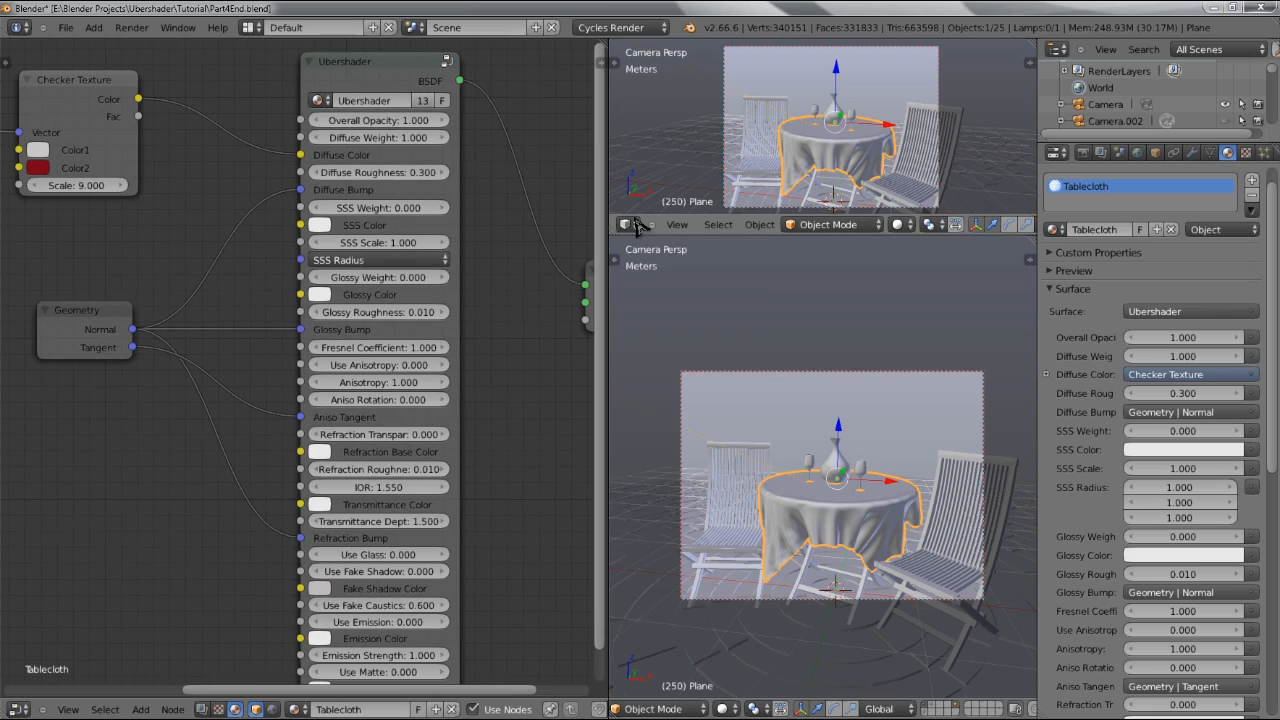 Blender* [E:\Blender Projects\Ubershader\Tutorial\Part4End.blend]
File Add Render Window Help Default Scene Cycles Render v2.66.6 | Verts:340151 | Faces:331833 | Tris:663598 | Objects:1/25 | Lamps:0/1 | Mem:248.93M (30.17M) | Plane
Checker Texture
Color
Fac
Vector
Color1
Color2
Scale: 9.000
Geometry
Normal
Tangent
Ubershader
BSDF
Ubershader 13 F
Overall Opacity: 1.000
Diffuse Weight: 1.000
Diffuse Color
Diffuse Roughness: 0.300
Diffuse Bump
SSS Weight: 0.000
SSS Color
SSS Scale: 1.000
SSS Radius
Glossy Weight: 0.000
Glossy Color
Glossy Roughness: 0.010
Glossy Bump
Fresnel Coefficient: 1.000
Use Anisotropy: 0.000
Anisotropy: 1.000
Aniso Rotation: 0.000
Aniso Tangent
Refraction Transpar: 0.000
Refraction Base Color
Refraction Roughne: 0.010
IOR: 1.550
Transmittance Color
Transmittance Dept: 1.500
Refraction Bump
Use Glass: 0.000
Use Fake Shadow: 0.000
Fake Shadow Color
Use Fake Caustics: 0.600
Use Emission: 0.000
Emission Color
Emission Strength: 1.000
Use Matte: 0.000
Tablecloth
View Select Add Node Tablecloth F Use Nodes
Camera Persp
Meters
(250) Plane
View Select Object Object Mode
Camera Persp
Meters
(250) Plane
Object Mode Global
View Search All Scenes
RenderLayers
World
Camera
Camera.002
Tablecloth
Tablecloth F Object
Custom Properties
Preview
Surface
Surface: Ubershader
Overall Opaci 1.000
Diffuse Weig 1.000
Diffuse Color: Checker Texture
Diffuse Roug 0.300
Diffuse Bump Geometry | Normal
SSS Weight: 0.000
SSS Color:
SSS Scale: 1.000
SSS Radius: 1.000
1.000
1.000
Glossy Weigh 0.000
Glossy Color:
Glossy Rough 0.010
Glossy Bump: Geometry | Normal
Fresnel Coeffi 1.000
Use Anisotrop 0.000
Anisotropy: 1.000
Aniso Rotatio 0.000
Aniso Tangen Geometry | Tangent
Refraction Tr 0.000